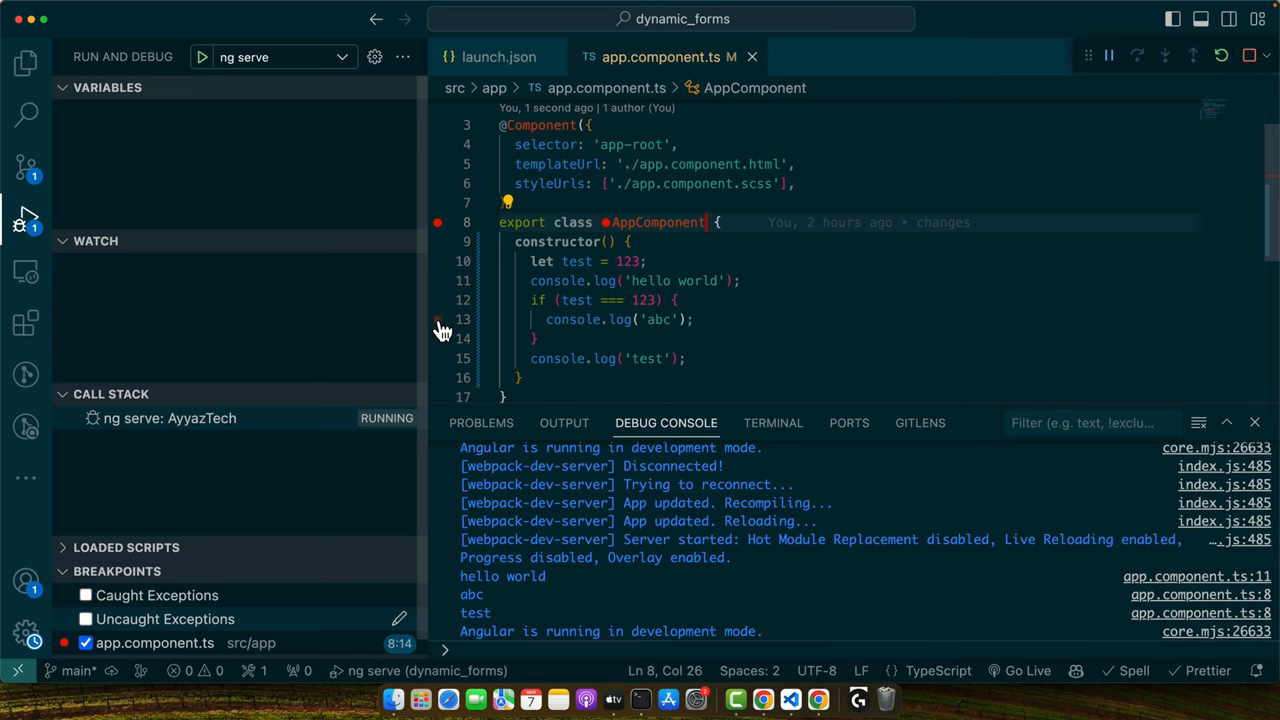 dynamic_forms
RUN AND DEBUG
ng serve
launch.json
app.component.ts M
src > app > TS app.component.ts > AppComponent
VARIABLES
WATCH
CALL STACK
ng serve: AyyazTech
RUNNING
LOADED SCRIPTS
BREAKPOINTS
Caught Exceptions
Uncaught Exceptions
app.component.ts src/app
8:14
You, 1 second ago | 1 author (You)
3 @Component({
4 selector: 'app-root',
5 templateUrl: './app.component.html',
6 styleUrls: ['./app.component.scss'],
7
8 export class AppComponent { You, 2 hours ago • changes
9 constructor() {
10 let test = 123;
11 console.log('hello world');
12 if (test === 123) {
13 console.log('abc');
14 }
15 console.log('test');
16 }
17 }
PROBLEMS OUTPUT DEBUG CONSOLE TERMINAL PORTS GITLENS
Filter (e.g. text, !exclu...
Angular is running in development mode. core.mjs:26633
[webpack-dev-server] Disconnected! index.js:485
[webpack-dev-server] Trying to reconnect... index.js:485
[webpack-dev-server] App updated. Recompiling... index.js:485
[webpack-dev-server] App updated. Reloading... index.js:485
[webpack-dev-server] Server started: Hot Module Replacement disabled, Live Reloading enabled, ….js:485
Progress disabled, Overlay enabled.
hello world app.component.ts:11
abc app.component.ts:8
test app.component.ts:8
Angular is running in development mode. core.mjs:26633
>
main* 0 0 1 0 ng serve (dynamic_forms) Ln 8, Col 26 Spaces: 2 UTF-8 LF { } TypeScript Go Live Spell Prettier